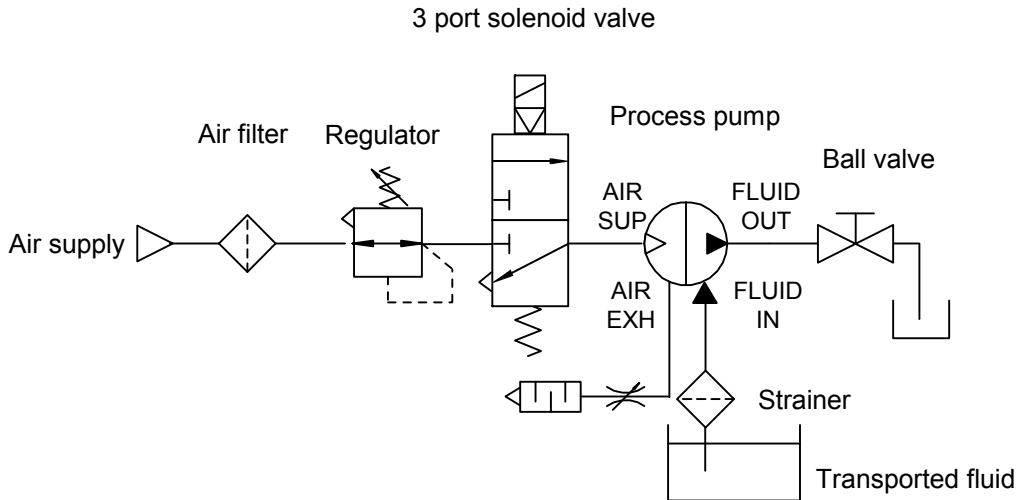 3 port solenoid valve
Process pump
Air filter
Regulator
Ball valve
AIR
SUP
FLUID
OUT
Air supply
AIR
EXH
FLUID
IN
Strainer
Transported fluid